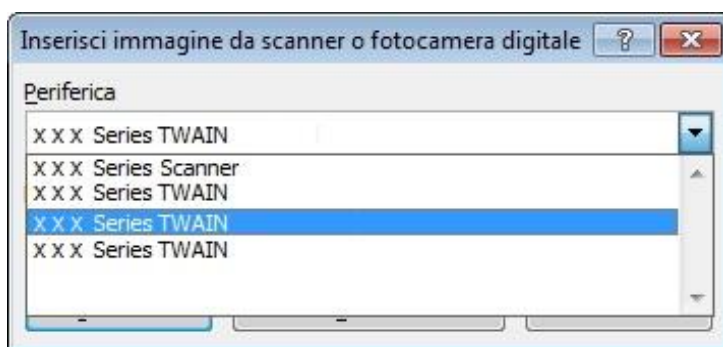 Inserisci immagine da scanner o fotocamera digitale ?
Periferica
X X X Series TWAIN
X X X Series Scanner
X X X Series TWAIN
X X X Series TWAIN
X X X Series TWAIN